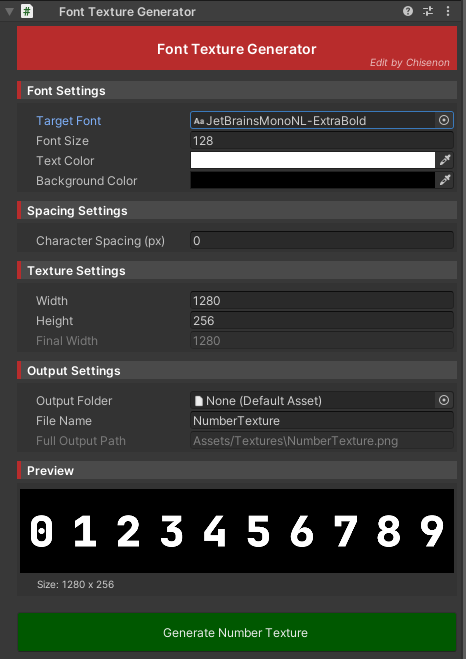 Font Texture Generator
Font Texture Generator
Edit by Chisenon
Font Settings
Target Font Aa JetBrainsMonoNL-ExtraBold
Font Size 128
Text Color
Background Color
Spacing Settings
Character Spacing (px) 0
Texture Settings
Width 1280
Height 256
Final Width 1280
Output Settings
Output Folder None (Default Asset)
File Name NumberTexture
Full Output Path Assets/Textures\NumberTexture.png
Preview
0 1 2 3 4 5 6 7 8 9
Size: 1280 x 256
Generate Number Texture